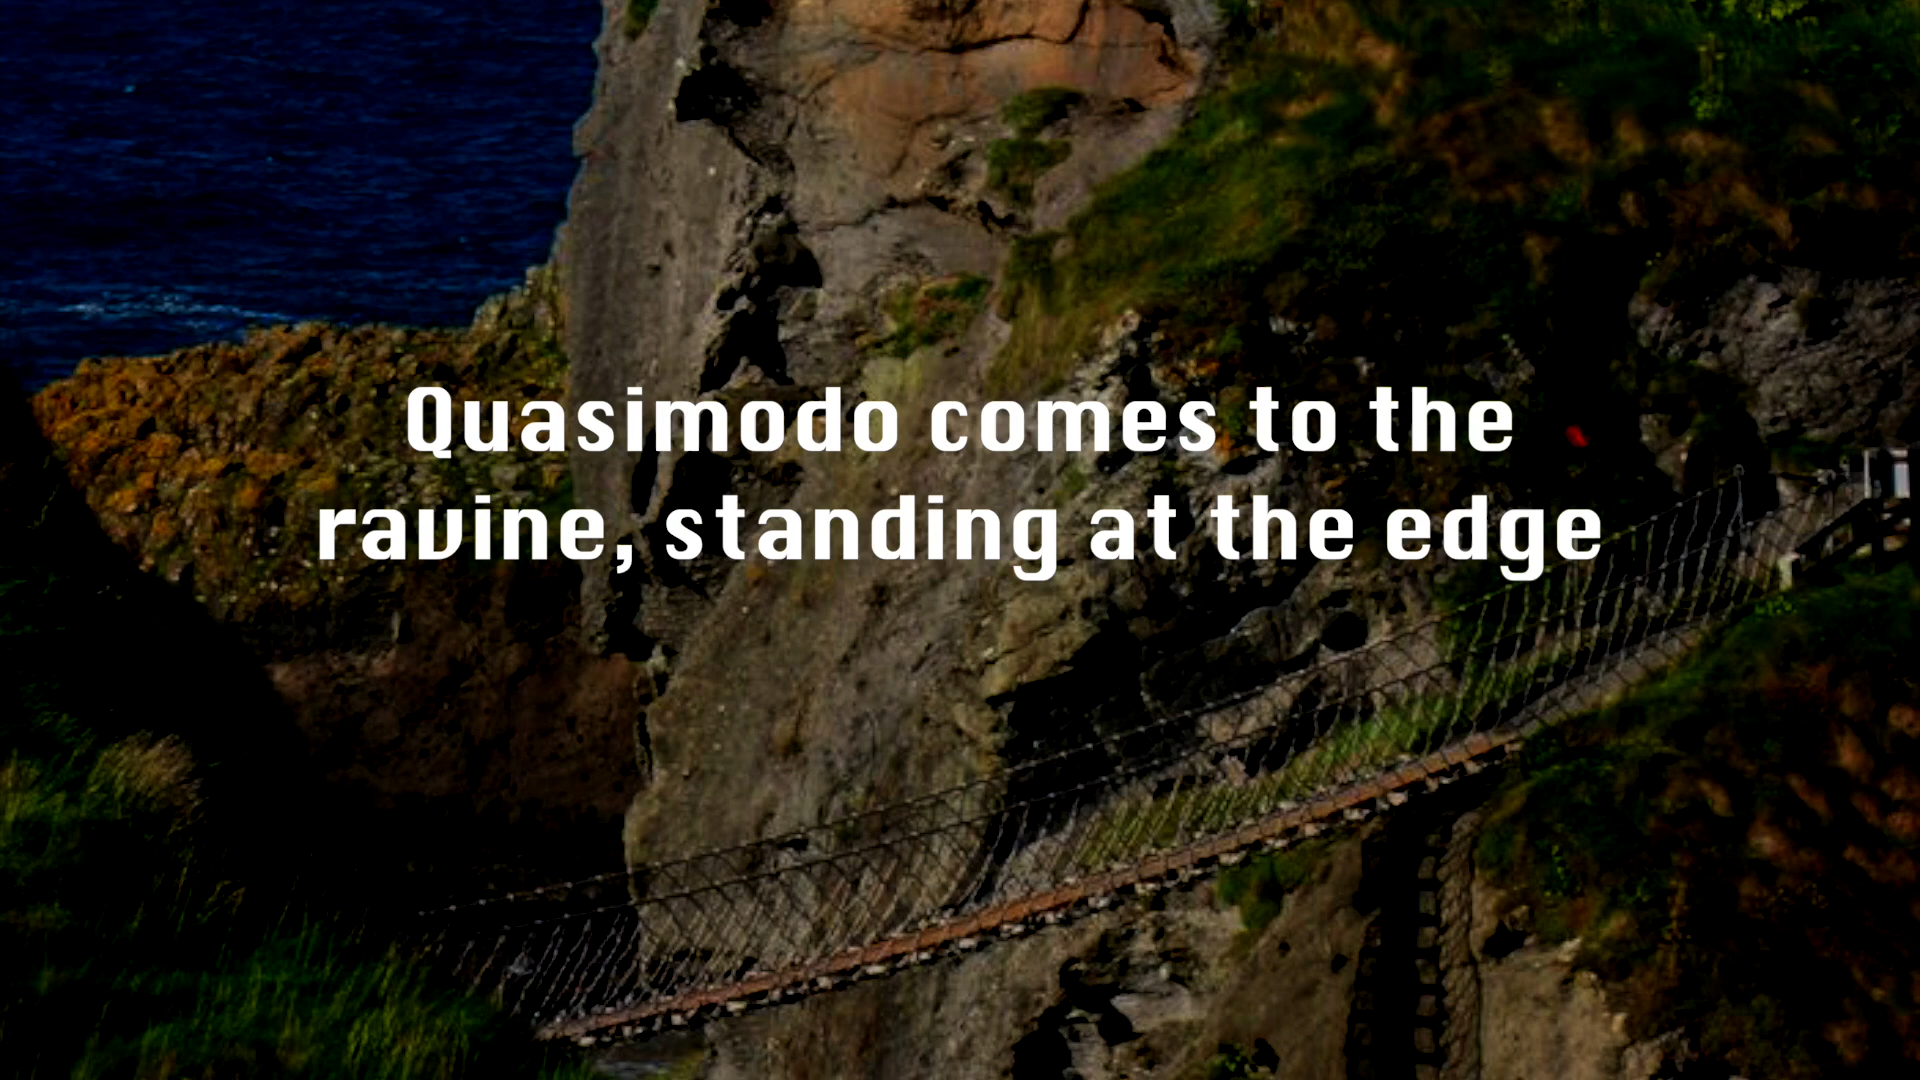 Quasimodo comes to the
ravine, standing at the edge